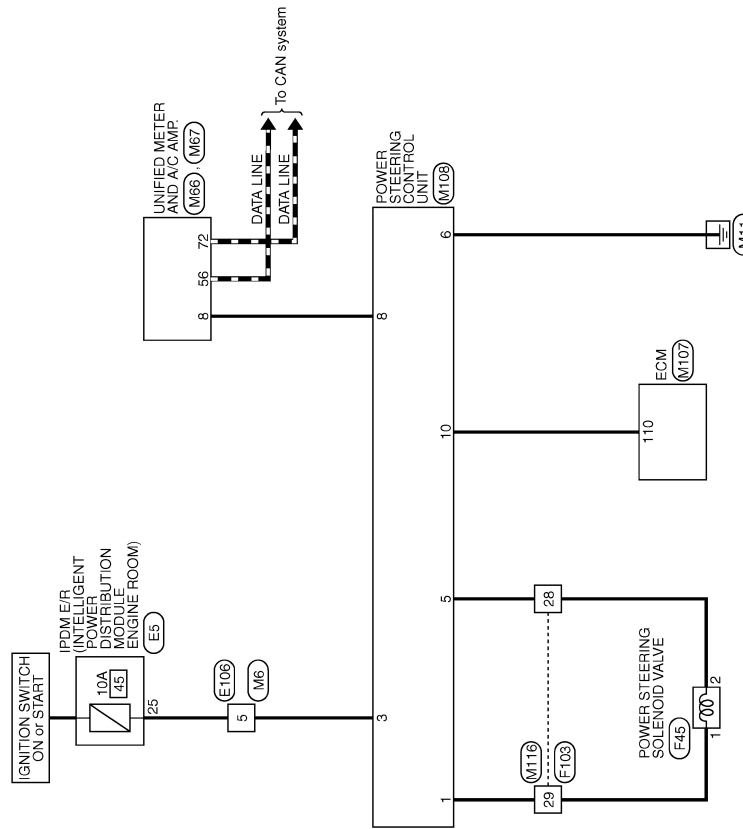 IGNITION SWITCH
ON or START
IPDM E/R
(INTELLIGENT
POWER
DISTRIBUTION
MODULE
ENGINE ROOM)
E5
10A
45
25
5
E106
M6
3
UNIFIED METER
AND A/C AMP.
M66 , M67
8
56
72
DATA LINE
DATA LINE
To CAN system
8
POWER
STEERING
CONTROL
UNIT
M108
1
5
10
6
29
M116
F103
28
POWER STEERING
SOLENOID VALVE
F45
1
2
110
ECM
M107